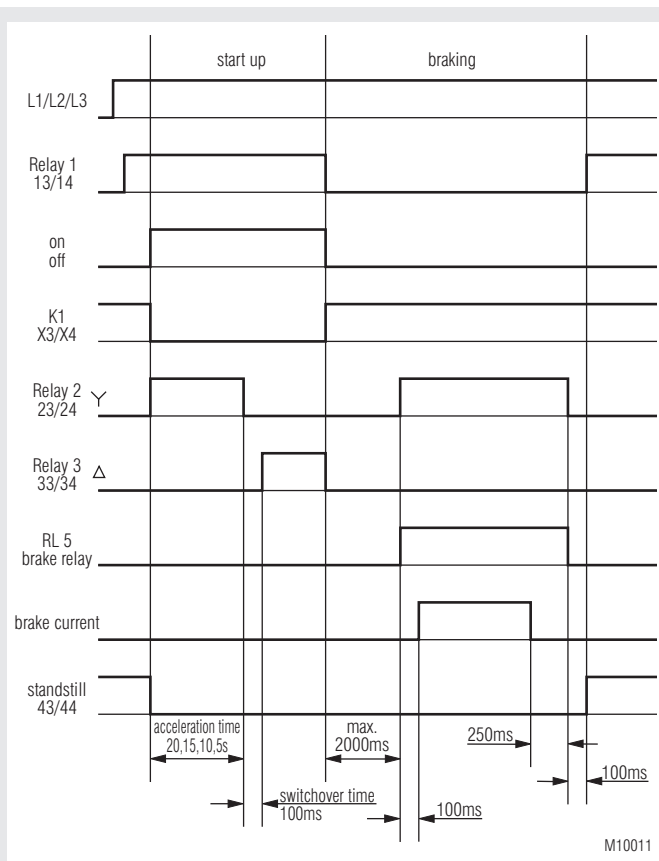 start up
braking
L1/L2/L3
Relay 1
13/14
on
off
K1
X3/X4
Relay 2
23/24
Relay 3
33/34
RL 5
brake relay
brake current
standstill
43/44
acceleration time
20,15,10,5s
max.
2000ms
250ms
100ms
switchover time
100ms
100ms
M10011